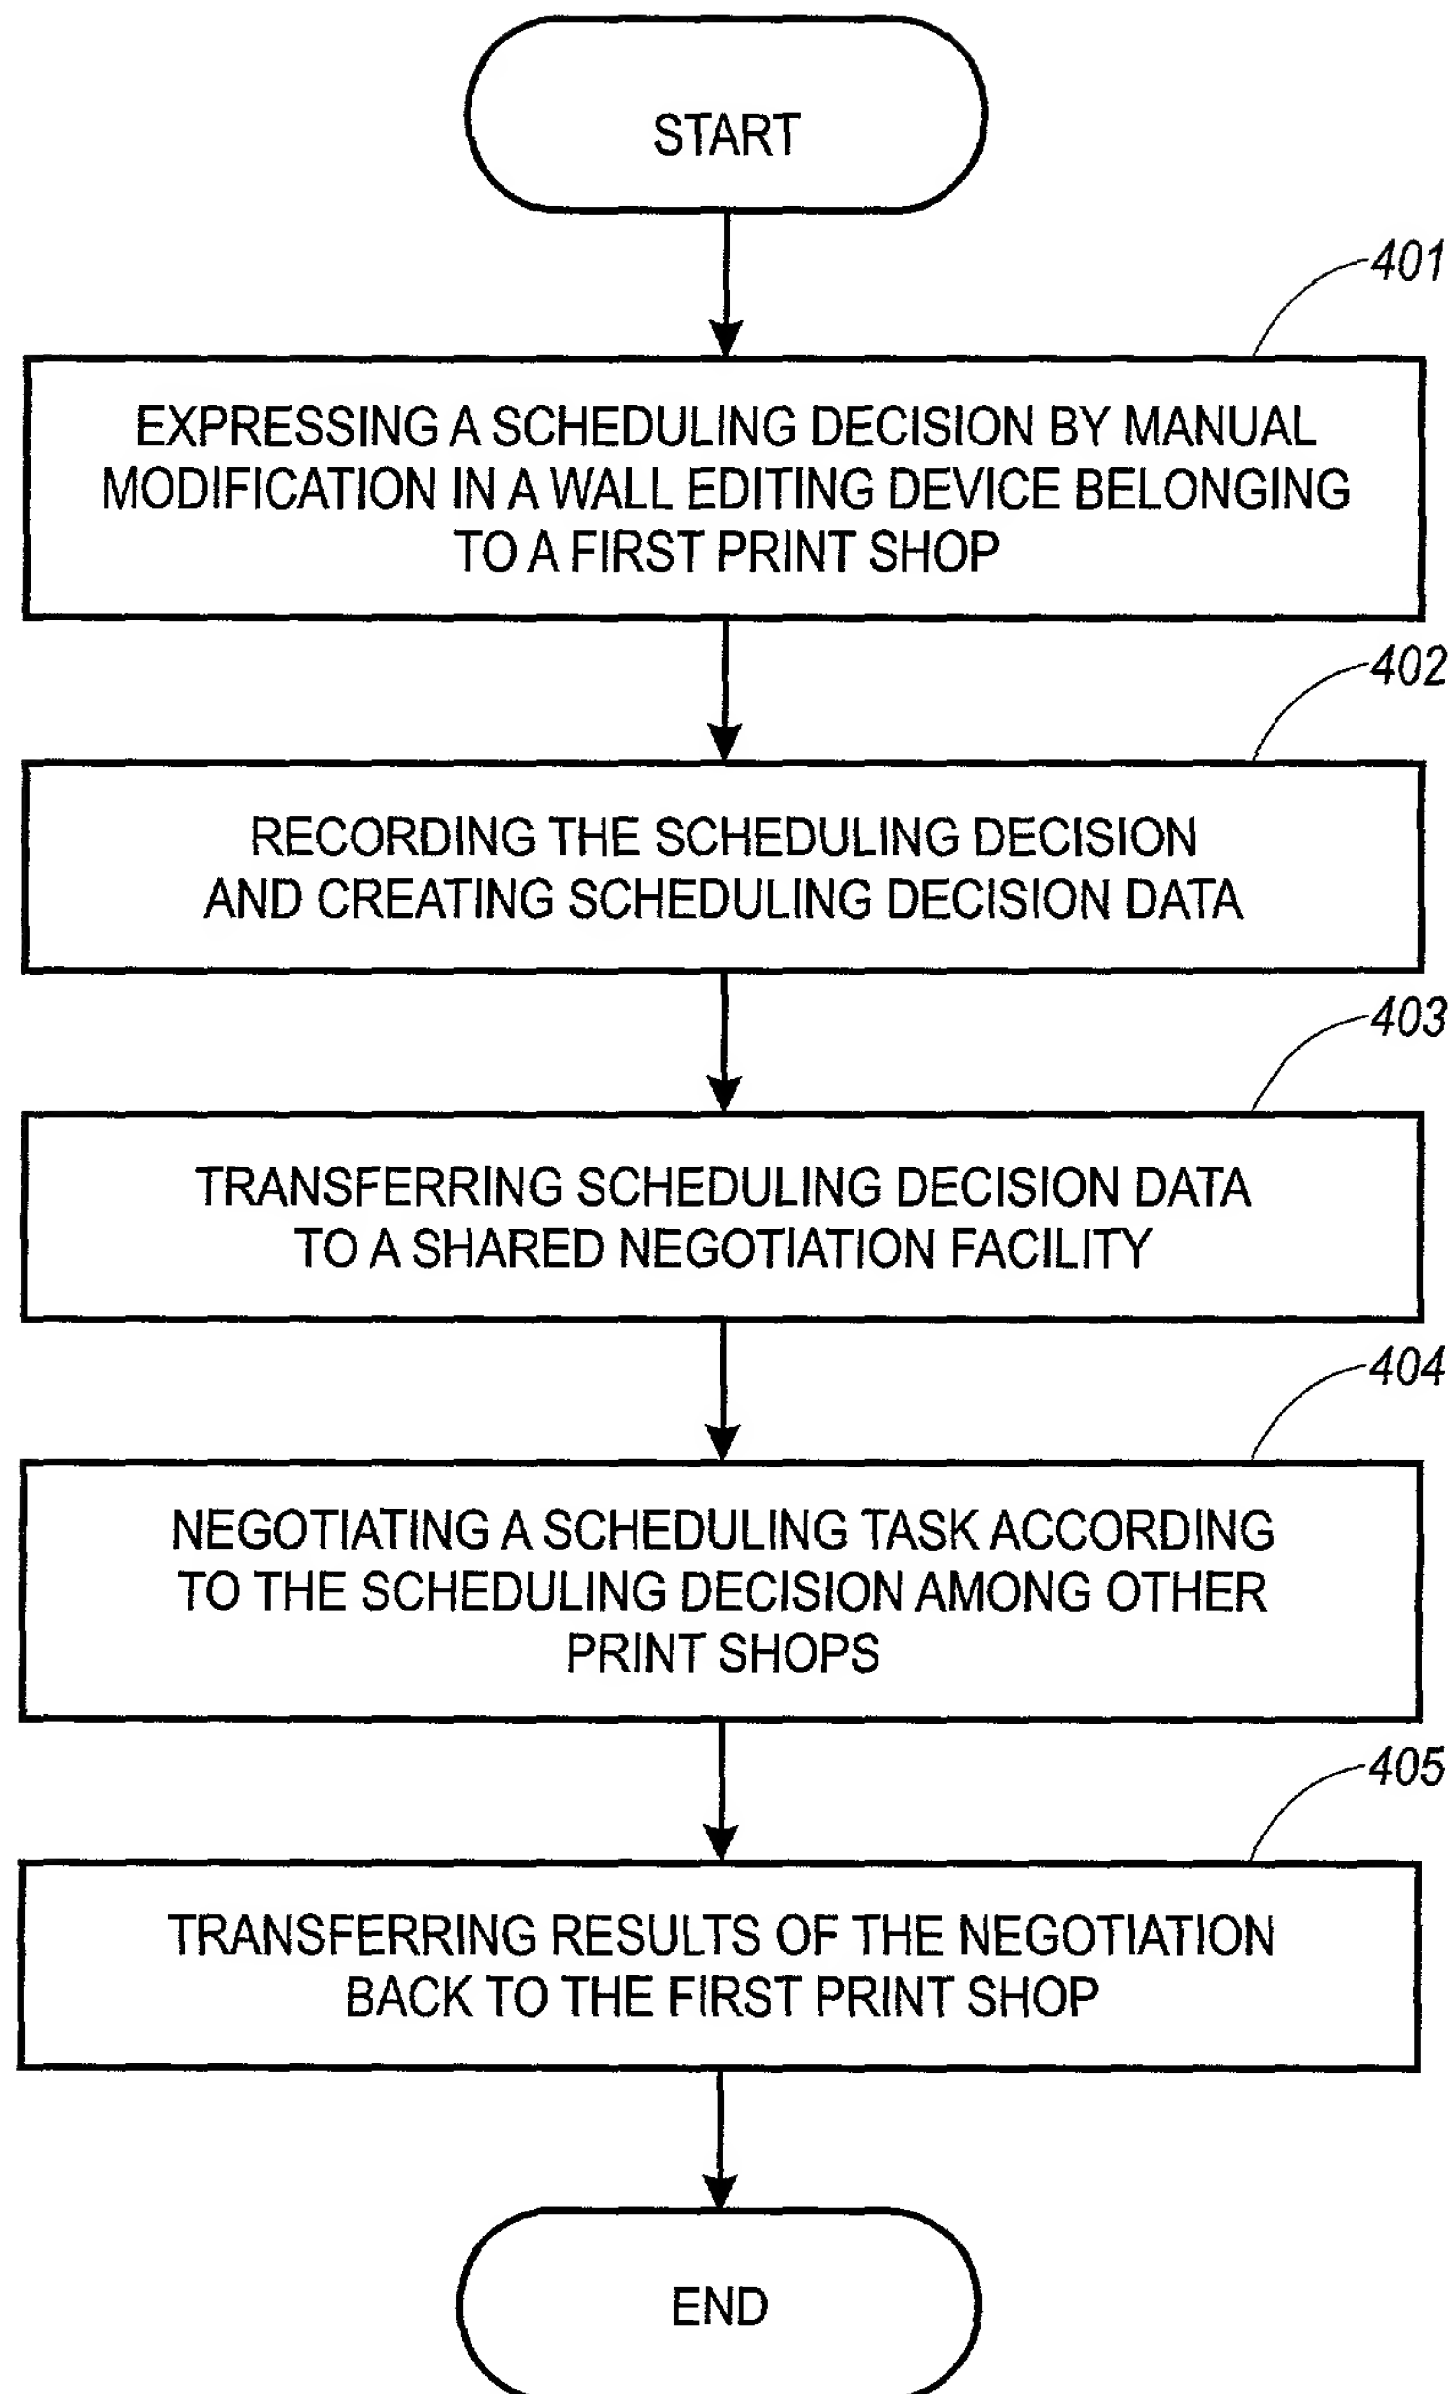 START
401
EXPRESSING A SCHEDULING DECISION BY MANUAL
MODIFICATION IN A WALL EDITING DEVICE BELONGING
TO A FIRST PRINT SHOP
402
RECORDING THE SCHEDULING DECISION
AND CREATING SCHEDULING DECISION DATA
403
TRANSFERRING SCHEDULING DECISION DATA
TO A SHARED NEGOTIATION FACILITY
404
NEGOTIATING A SCHEDULING TASK ACCORDING
TO THE SCHEDULING DECISION AMONG OTHER
PRINT SHOPS
405
TRANSFERRING RESULTS OF THE NEGOTIATION
BACK TO THE FIRST PRINT SHOP
END